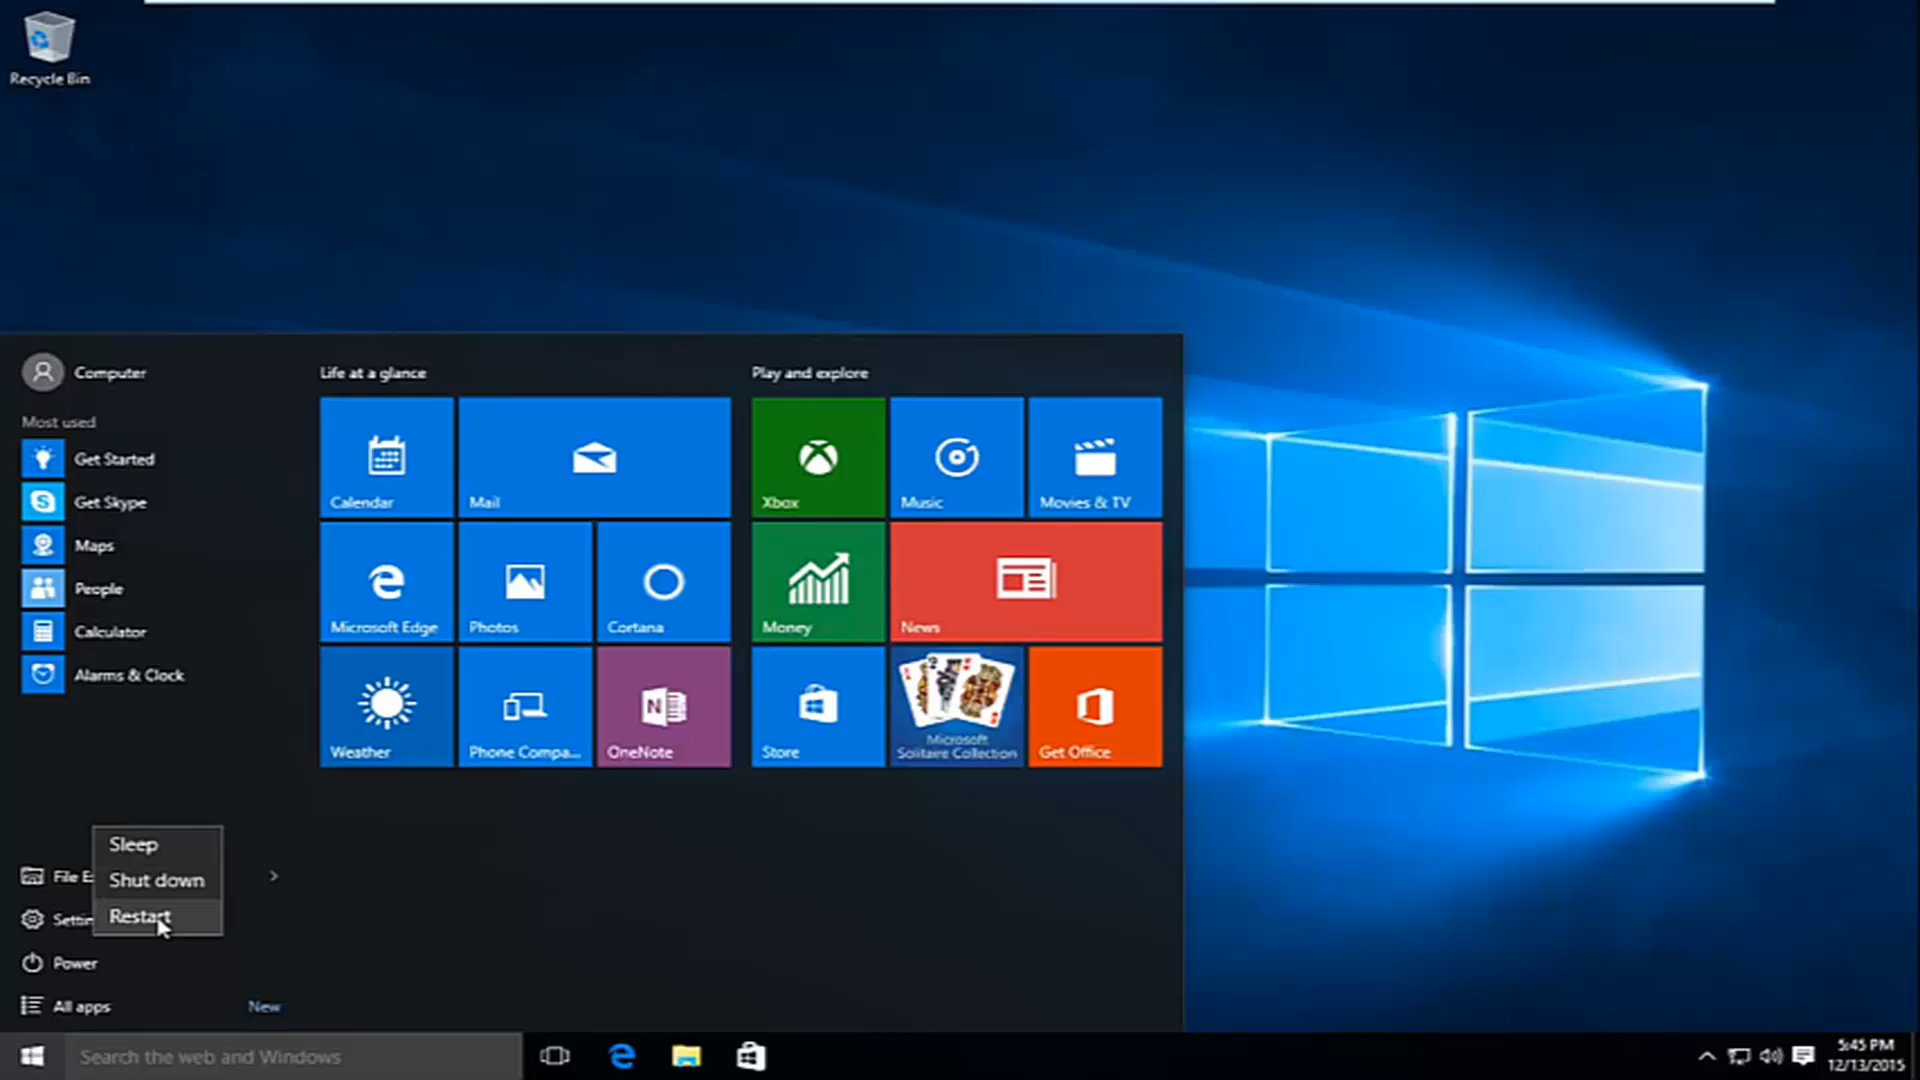 Recycle Bin
Computer
Most used
Get Started
Get Skype
Maps
People
Calculator
Alarms & Clock
Life at a glance
Calendar
Mail
Microsoft Edge
Photos
Cortana
Weather
Phone Compa...
OneNote
Play and explore
Xbox
Music
Movies & TV
Money
News
Store
Microsoft
Solitaire Collection
Get Office
Sleep
Shut down
Restart
File E
Settin
Power
All apps
New
Search the web and Windows
5:45 PM
12/13/2015